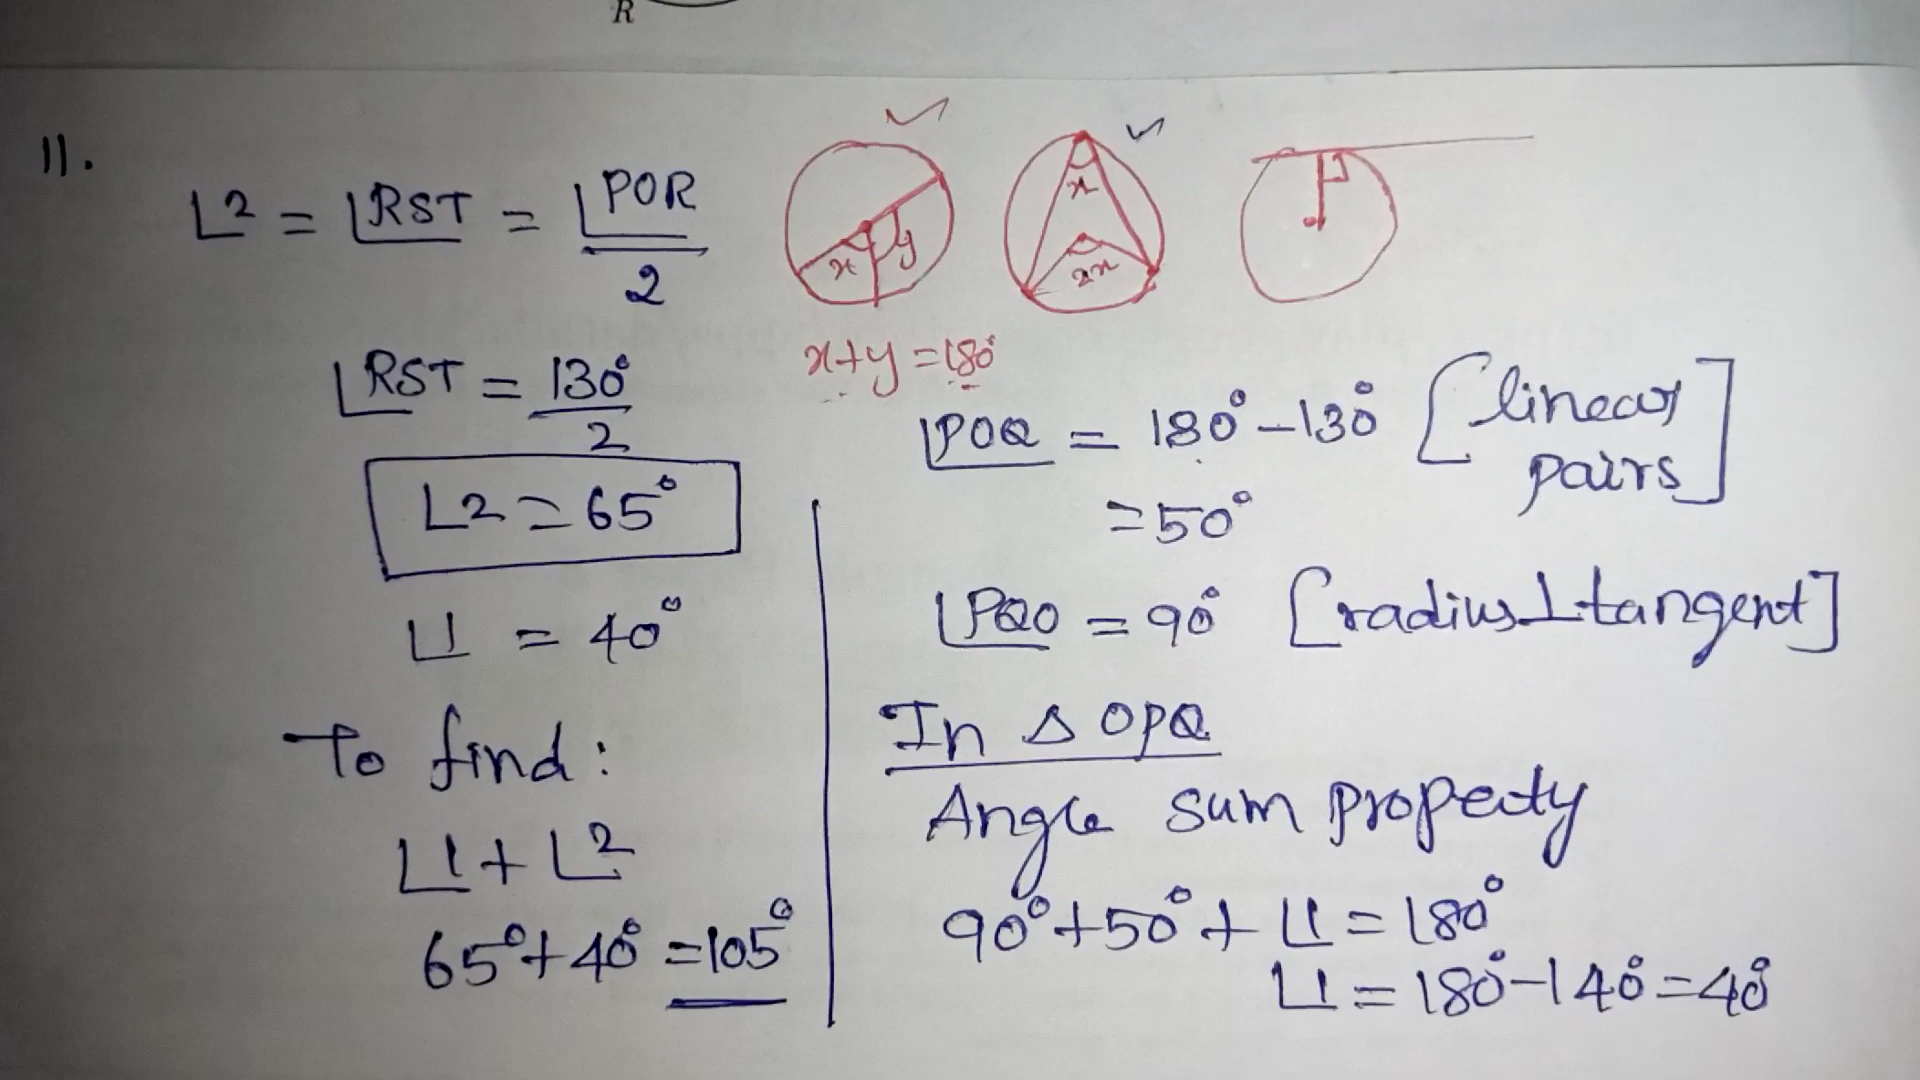 R
11.
∠2 = ∠RST = ∠POR / 2
x y
x 2x
x+y = 180°
∠RST = 130° / 2
∠2 = 65°
∠1 = 40°
To find:
∠1 + ∠2
65° + 40° = 105°
∠POQ = 180° - 130° [linear pairs]
= 50°
∠PQO = 90° [radius ⊥ tangent]
In △ OPQ
Angle sum property
90° + 50° + ∠1 = 180°
∠1 = 180° - 140° = 40°